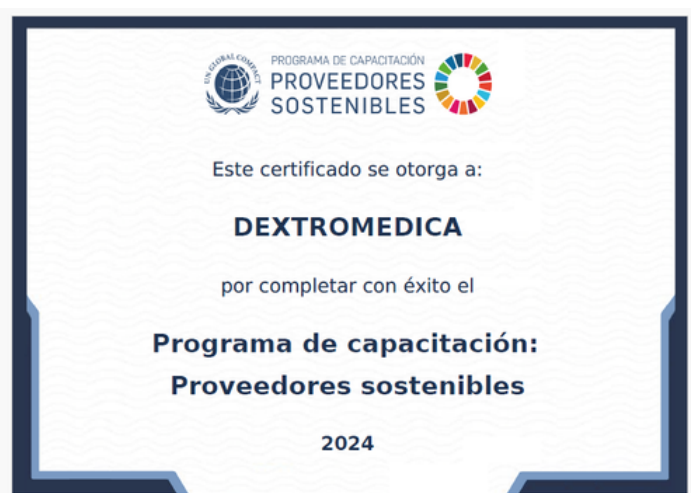 UN GLOBAL COMPACT
PROGRAMA DE CAPACITACIÓN
PROVEEDORES
SOSTENIBLES
Este certificado se otorga a:
DEXTROMEDICA
por completar con éxito el
Programa de capacitación:
Proveedores sostenibles
2024